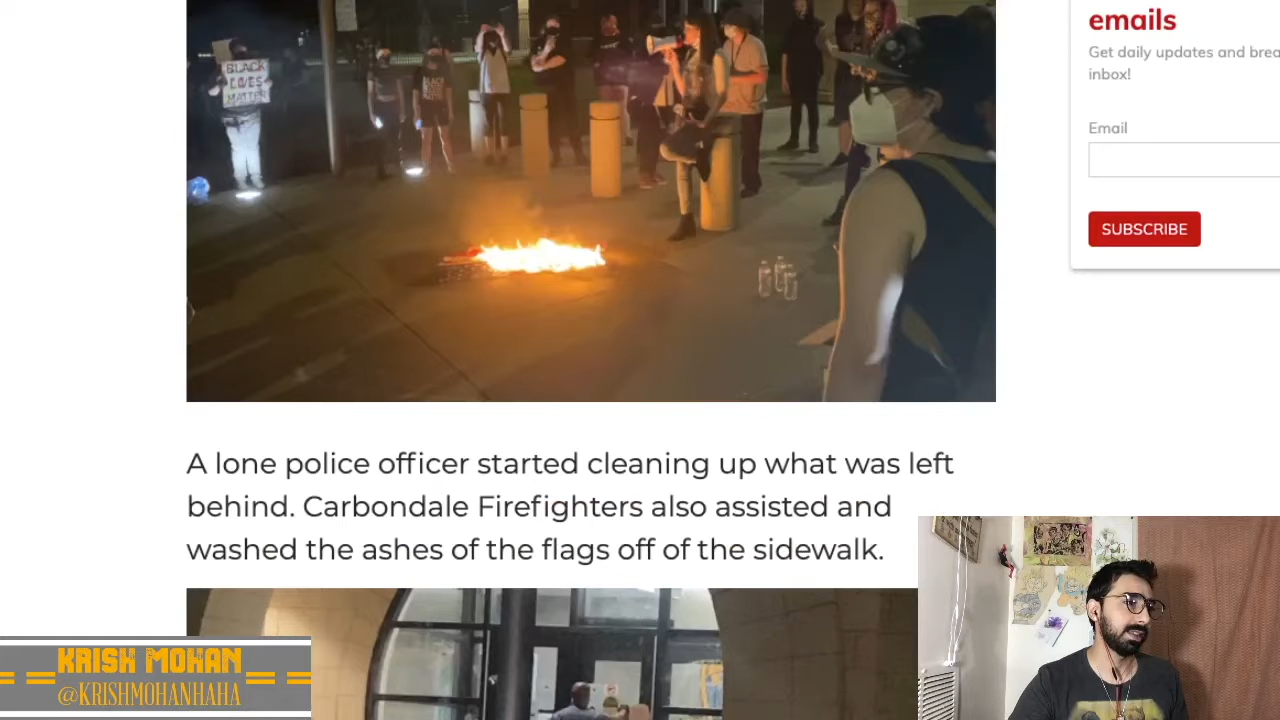 BLACK
LIVES
MATTER
emails
Get daily updates and brea
inbox!
Email
SUBSCRIBE
A lone police officer started cleaning up what was left
behind. Carbondale Firefighters also assisted and
washed the ashes of the flags off of the sidewalk.
KRISH MOHAN
@KRISHMOHANHAHA